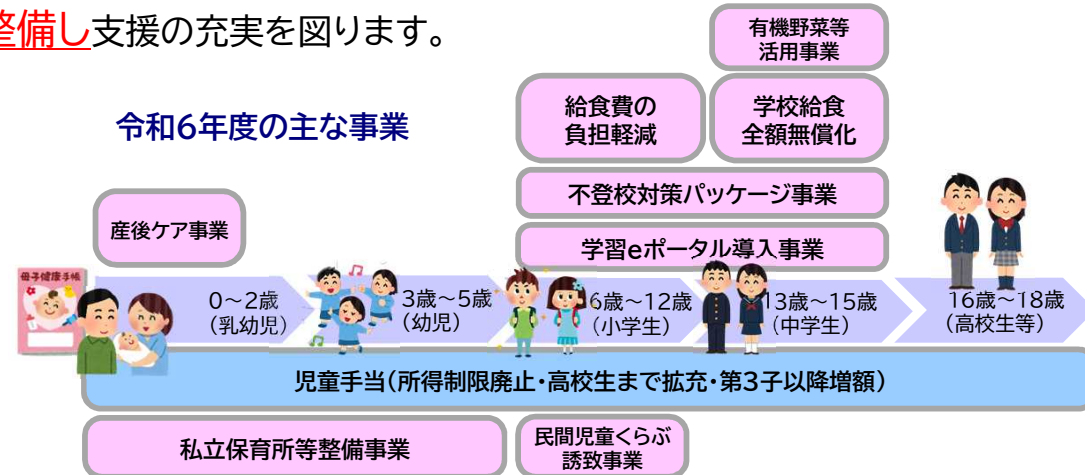 整備し支援の充実を図ります。
令和6年度の主な事業
有機野菜等
活用事業
給食費の
負担軽減
学校給食
全額無償化
不登校対策パッケージ事業
学習eポータル導入事業
産後ケア事業
母子健康手帳
0～2歳
（乳幼児）
3歳～5歳
（幼児）
6歳～12歳
（小学生）
13歳～15歳
（中学生）
16歳～18歳
（高校生等）
児童手当（所得制限廃止・高校生まで拡充・第3子以降増額）
私立保育所等整備事業
民間児童くらぶ
誘致事業